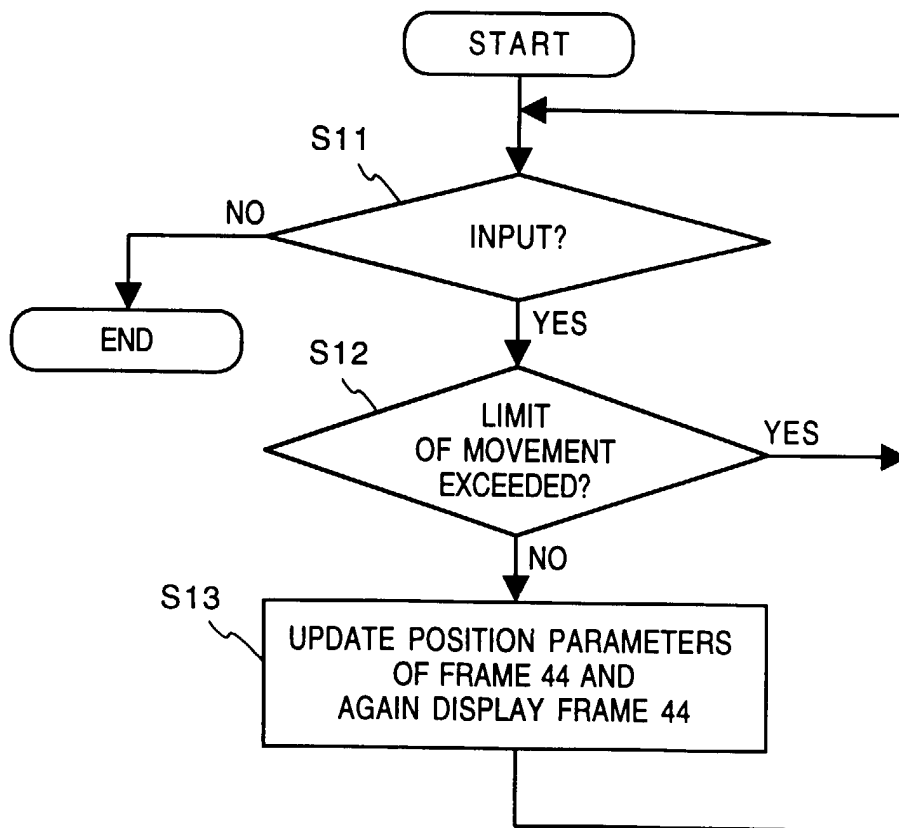 START
S11
NO
INPUT?
END
YES
S12
LIMIT
OF MOVEMENT
EXCEEDED?
YES
NO
S13
UPDATE POSITION PARAMETERS
OF FRAME 44 AND
AGAIN DISPLAY FRAME 44